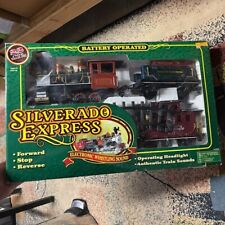 BATTERY OPERATED
SILVERADO
EXPRESS
ELECTRONIC WHISTLING SOUND
• Forward
• Stop
• Reverse
• Operating Headlight
• Authentic Train Sounds